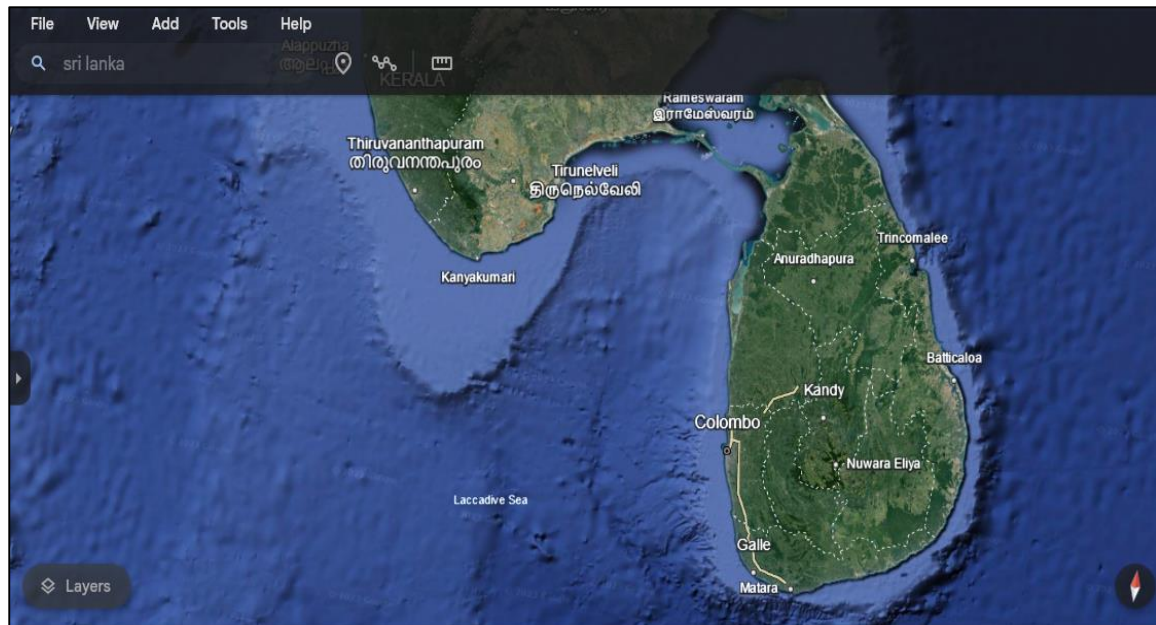 File View Add Tools Help
sri lanka
Alappuzha
KERALA
Rameswaram
இராமேஸ்வரம்
Thiruvananthapuram
തിരുവനന്തപുരം
Tirunelveli
திருநெல்வேலி
Kanyakumari
Trincomalee
Anuradhapura
Batticaloa
Kandy
Colombo
Nuwara Eliya
Laccadive Sea
Galle
Matara
Layers